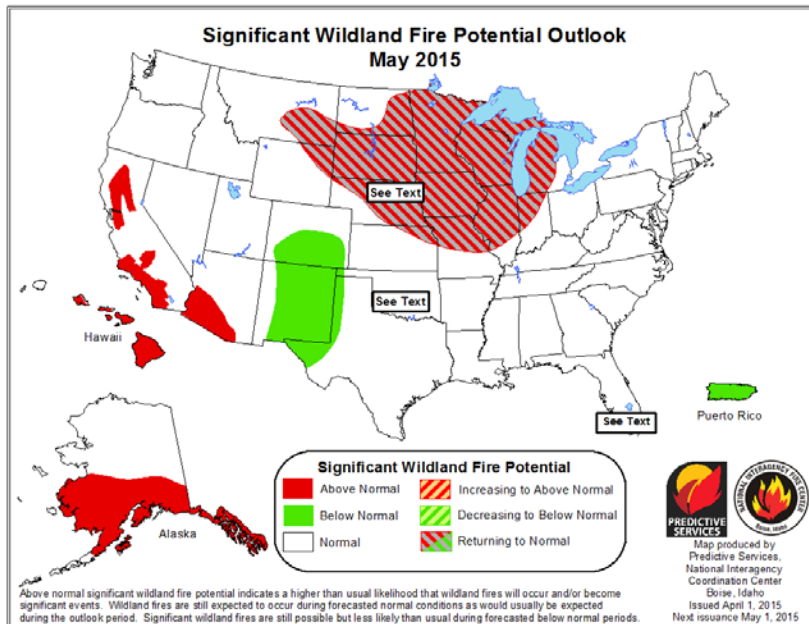 Significant Wildland Fire Potential Outlook
May 2015
See Text
See Text
See Text
Hawaii
Alaska
Puerto Rico
Significant Wildland Fire Potential
Above Normal
Increasing to Above Normal
Below Normal
Decreasing to Below Normal
Normal
Returning to Normal
PREDICTIVE
SERVICES
NATIONAL INTERAGENCY FIRE CENTER
Boise, Idaho
Map produced by
Predictive Services,
National Interagency
Coordination Center
Boise, Idaho
Issued April 1, 2015
Next issuance May 1, 2015
Above normal significant wildland fire potential indicates a higher than usual likelihood that wildland fires will occur and/or become
significant events. Wildland fires are still expected to occur during forecasted normal conditions as would usually be expected
during the outlook period. Significant wildland fires are still possible but less likely than usual during forecasted below normal periods.